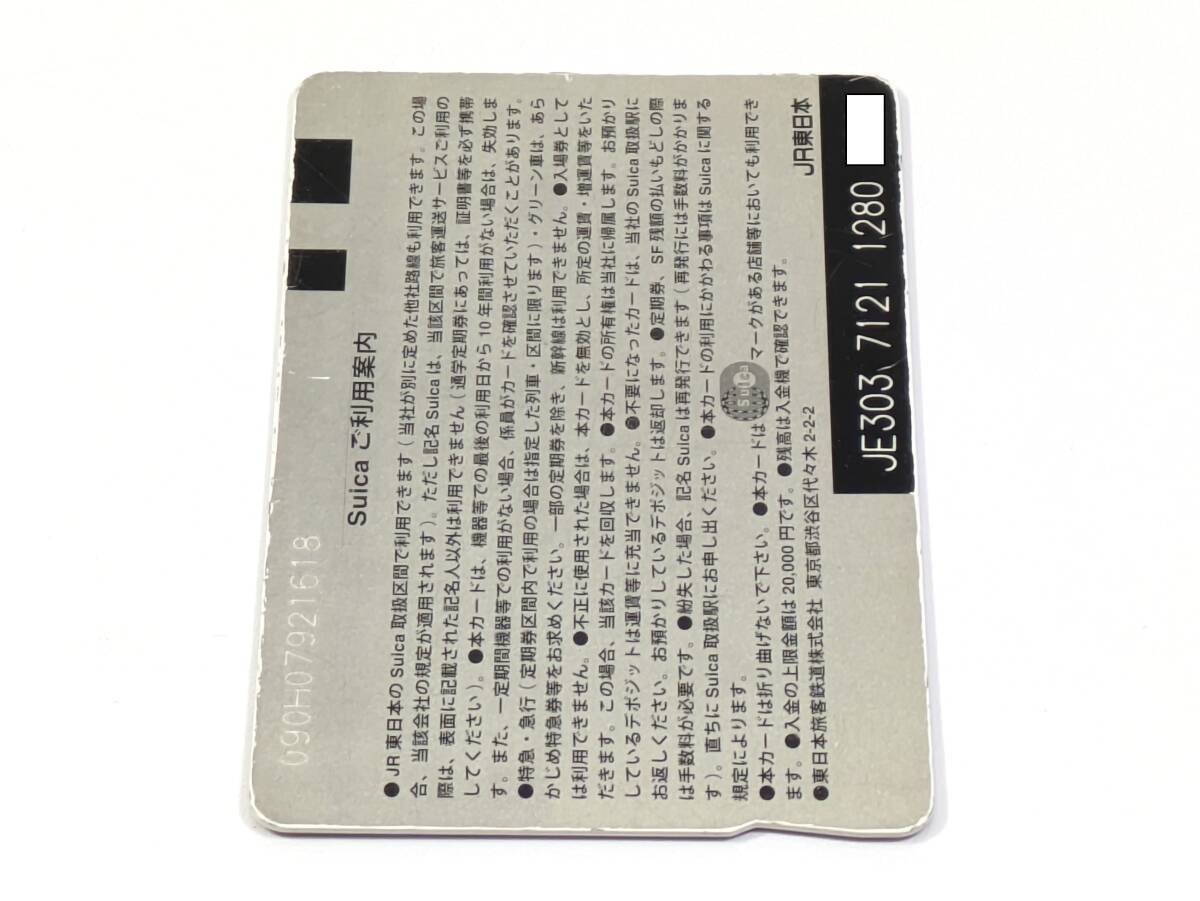 090H07921618
Suica ご利用案内
●JR東日本のSuica取扱区間で利用できます(当社が別に定めた他社路線も利用できます。この場
合、当該会社の規定が適用されます)。ただし記名Suicaは、当該区間で旅客運送サービスご利用の
際は、表面に記載された記名人以外は利用できません(通学定期券にあっては、証明書等を必ず携帯
してください)。●本カードは、機器等での最後の利用日から10年間利用がない場合は、失効しま
す。また、一定期間機器等での利用がない場合、係員がカードを確認させていただくことがあります。
●特急・急行(定期券区間内で利用の場合は指定した列車・区間に限ります)・グリーン車は、あら
かじめ特急券等をお求めください。一部の定期券を除き、新幹線は利用できません。●入場券として
は利用できません。●不正に使用された場合は、本カードを無効とし、所定の運賃・増運賃等をいた
だきます。この場合、当該カードを回収します。●本カードの所有権は当社に帰属します。お預かり
しているデポジットは運賃等に充当できません。●不要になったカードは、当社のSuica取扱駅に
お返しください。お預かりしているデポジットは返却します。●定期券、SF残額の払いもどしの際
は手数料が必要です。●紛失した場合、記名Suicaは再発行できます(再発行には手数料がかかりま
す)。直ちにSuica取扱駅にお申し出ください。●本カードの利用にかかわる事項はSuicaに関する
規定によります。
●本カードは折り曲げないで下さい。●本カードは Suica マークがある店舗等においても利用でき
ます。●入金の上限金額は20,000円です。●残高は入金機で確認できます。
●東日本旅客鉄道株式会社 東京都渋谷区代々木2-2-2
JR東日本
JE303 7121 1280